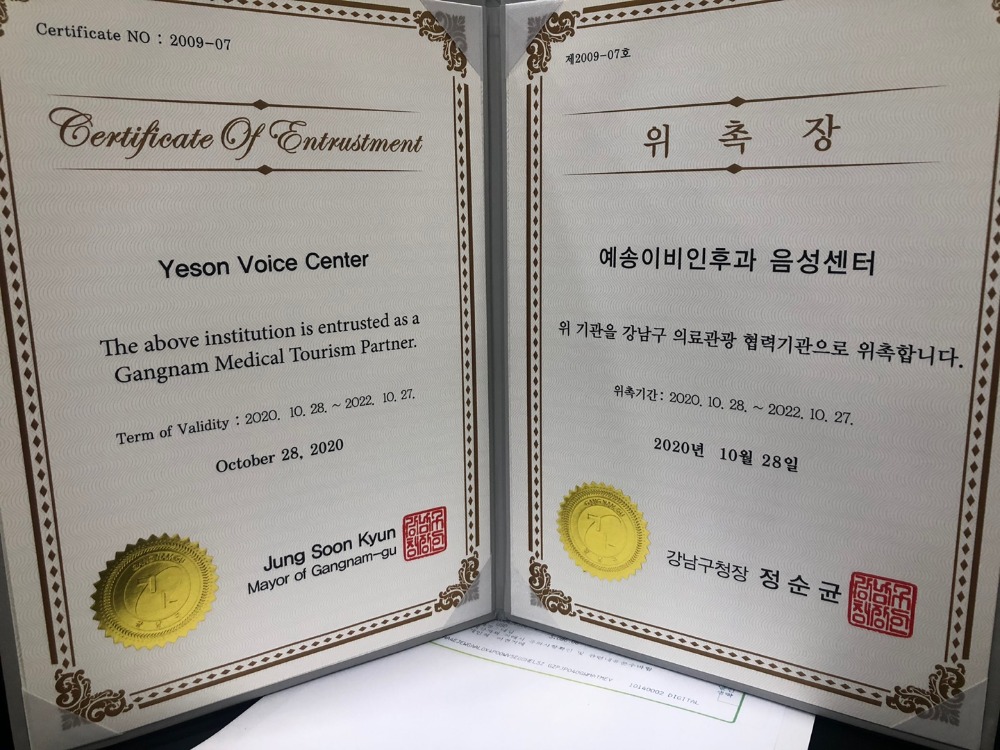 Certificate NO : 2009-07
Certificate Of Entrustment
Yeson Voice Center
The above institution is entrusted as a
Gangnam Medical Tourism Partner.
Term of Validity : 2020. 10. 28. ~ 2022. 10. 27.
October 28, 2020
Jung Soon Kyun
Mayor of Gangnam-gu
제2009-07호
위 촉 장
예송이비인후과 음성센터
위 기관을 강남구 의료관광 협력기관으로 위촉합니다.
위촉기간: 2020. 10. 28. ~ 2022. 10. 27.
2020년 10월 28일
강남구청장 정순균
DIGITAL